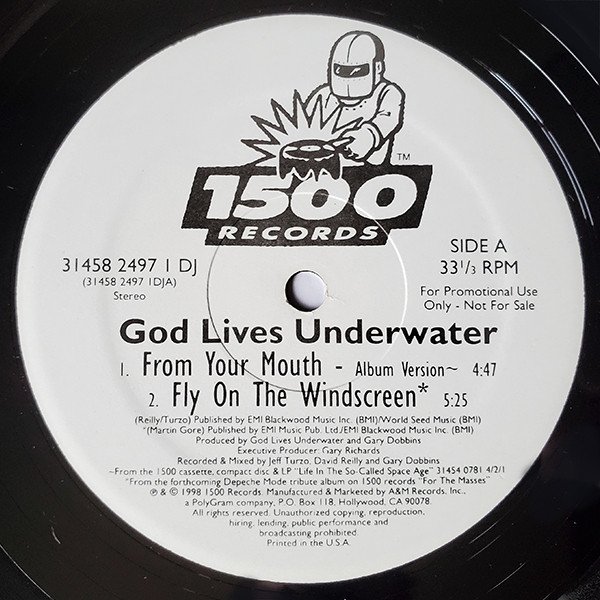 TM
1500
RECORDS
31458 2497 1 DJ
(31458 2497 1DJA)
Stereo
SIDE A
33 1/3 RPM
For Promotional Use
Only - Not For Sale
God Lives Underwater
1. From Your Mouth - Album Version~ 4:47
2. Fly On The Windscreen* 5:25
(Reilly/Turzo) Published by EMI Blackwood Music Inc. (BMI)/World Seed Music (BMI)
*(Martin Gore) Published by EMI Music Pub. Ltd./EMI Blackwood Music Inc. (BMI)
Produced by God Lives Underwater and Gary Dobbins
Executive Producer: Gary Richards
Recorded & Mixed by Jeff Turzo, David Reilly and Gary Dobbins
~From the 1500 cassette, compact disc & LP "Life In The So-Called Space Age" 31454 0781 4/2/1
*From the forthcoming Depeche Mode tribute album on 1500 records "For The Masses"
℗ & © 1998 1500 Records. Manufactured & Marketed by A&M Records, Inc.,
a PolyGram company, P.O. Box 118, Hollywood, CA 90078.
All rights reserved. Unauthorized copying, reproduction,
hiring, lending, public performance and
broadcasting prohibited.
Printed in the U.S.A.